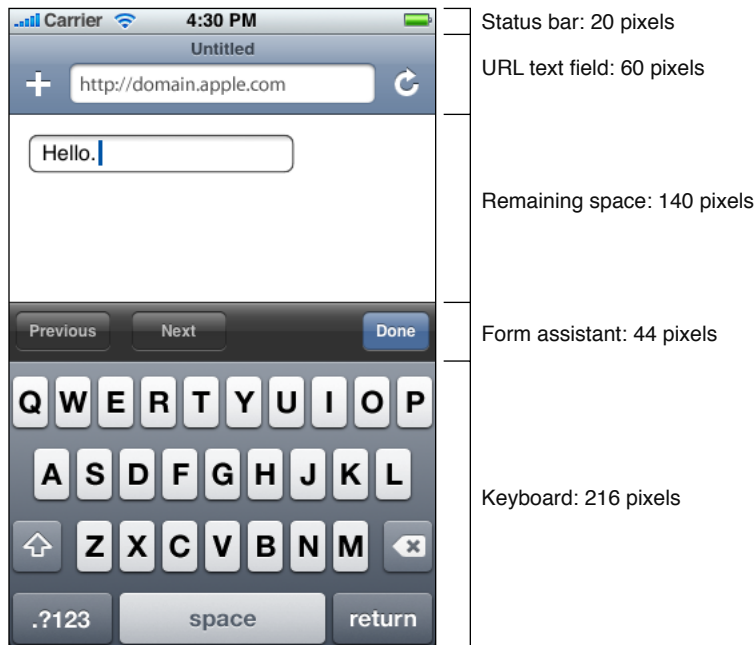 Carrier 4:30 PM
Status bar: 20 pixels
Untitled
http://domain.apple.com
URL text field: 60 pixels
Hello.
Remaining space: 140 pixels
Previous Next Done
Form assistant: 44 pixels
Q W E R T Y U I O P
A S D F G H J K L
Keyboard: 216 pixels
Z X C V B N M
.?123 space return